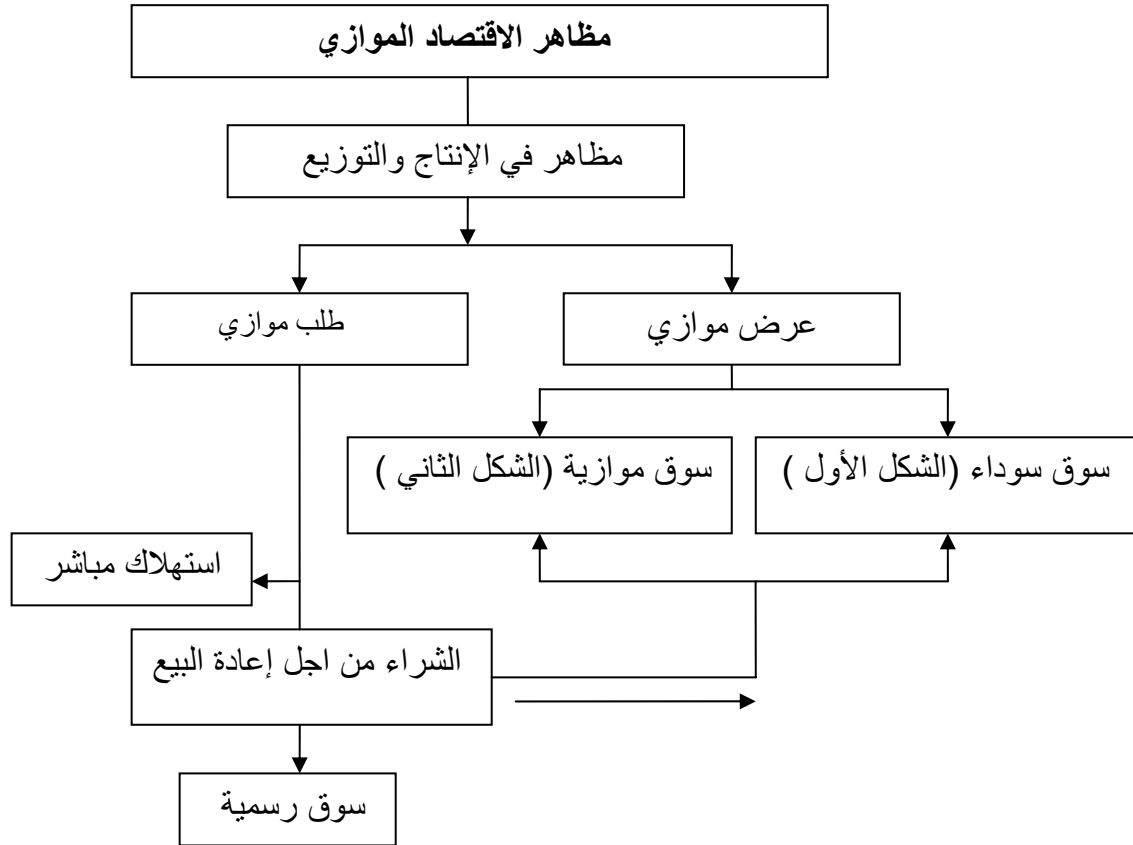 مظاهر الاقتصاد الموازي
مظاهر في الإنتاج والتوزيع
عرض موازي
طلب موازي
سوق سوداء (الشكل الأول )
سوق موازية (الشكل الثاني )
استهلاك مباشر
الشراء من اجل إعادة البيع
سوق رسمية